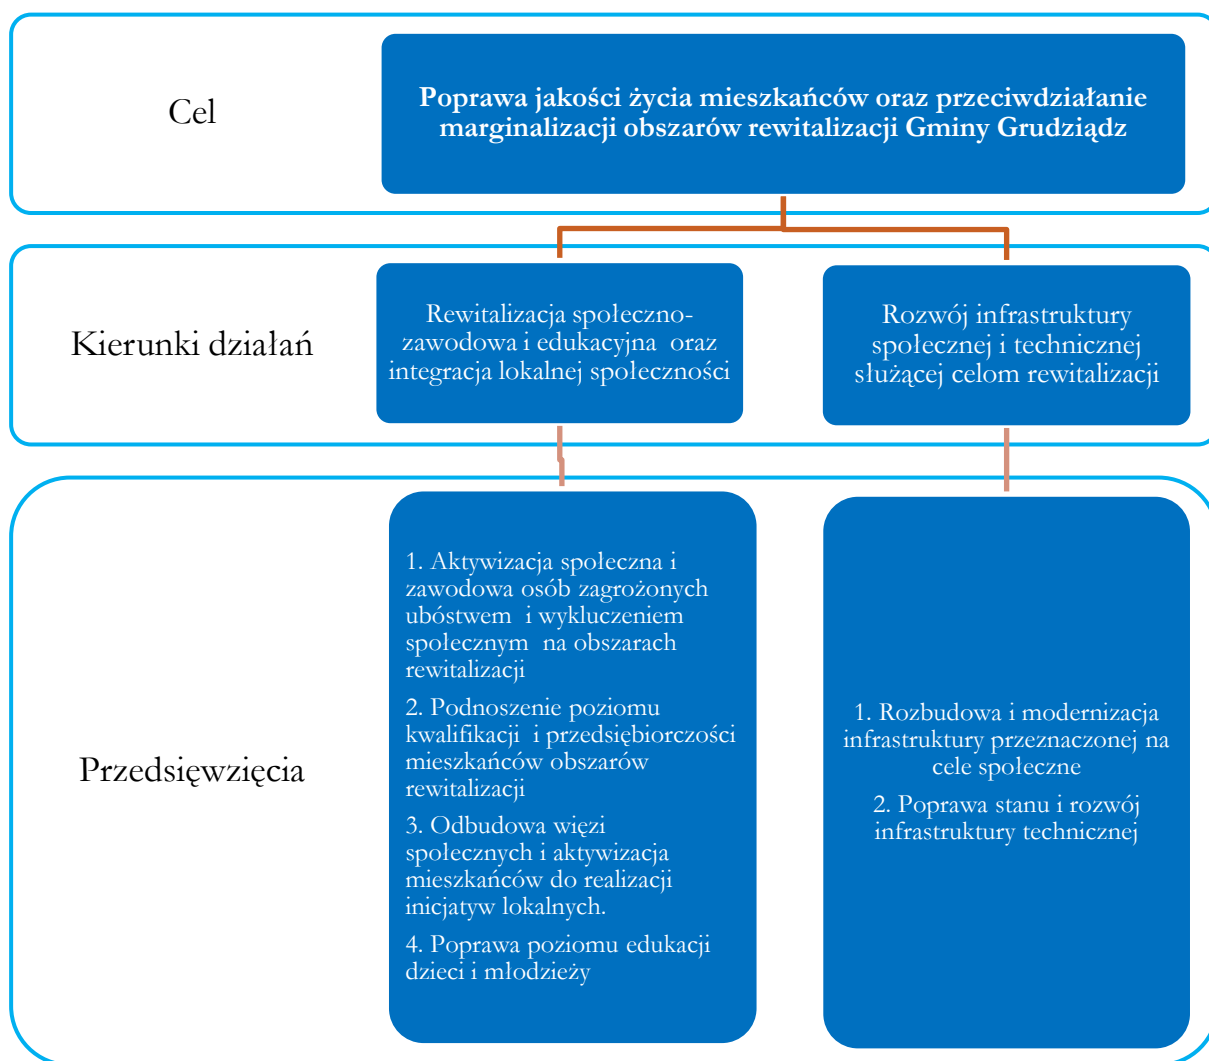 Cel
Poprawa jakości życia mieszkańców oraz przeciwdziałanie
marginalizacji obszarów rewitalizacji Gminy Grudziądz
Kierunki działań
Rewitalizacja społeczno-
zawodowa i edukacyjna oraz
integracja lokalnej społeczności
Rozwój infrastruktury
społecznej i technicznej
służącej celom rewitalizacji
Przedsięwzięcia
1. Aktywizacja społeczna i
zawodowa osób zagrożonych
ubóstwem i wykluczeniem
społecznym na obszarach
rewitalizacji
2. Podnoszenie poziomu
kwalifikacji i przedsiębiorczości
mieszkańców obszarów
rewitalizacji
3. Odbudowa więzi
społecznych i aktywizacja
mieszkańców do realizacji
inicjatyw lokalnych.
4. Poprawa poziomu edukacji
dzieci i młodzieży
1. Rozbudowa i modernizacja
infrastruktury przeznaczonej na
cele społeczne
2. Poprawa stanu i rozwój
infrastruktury technicznej